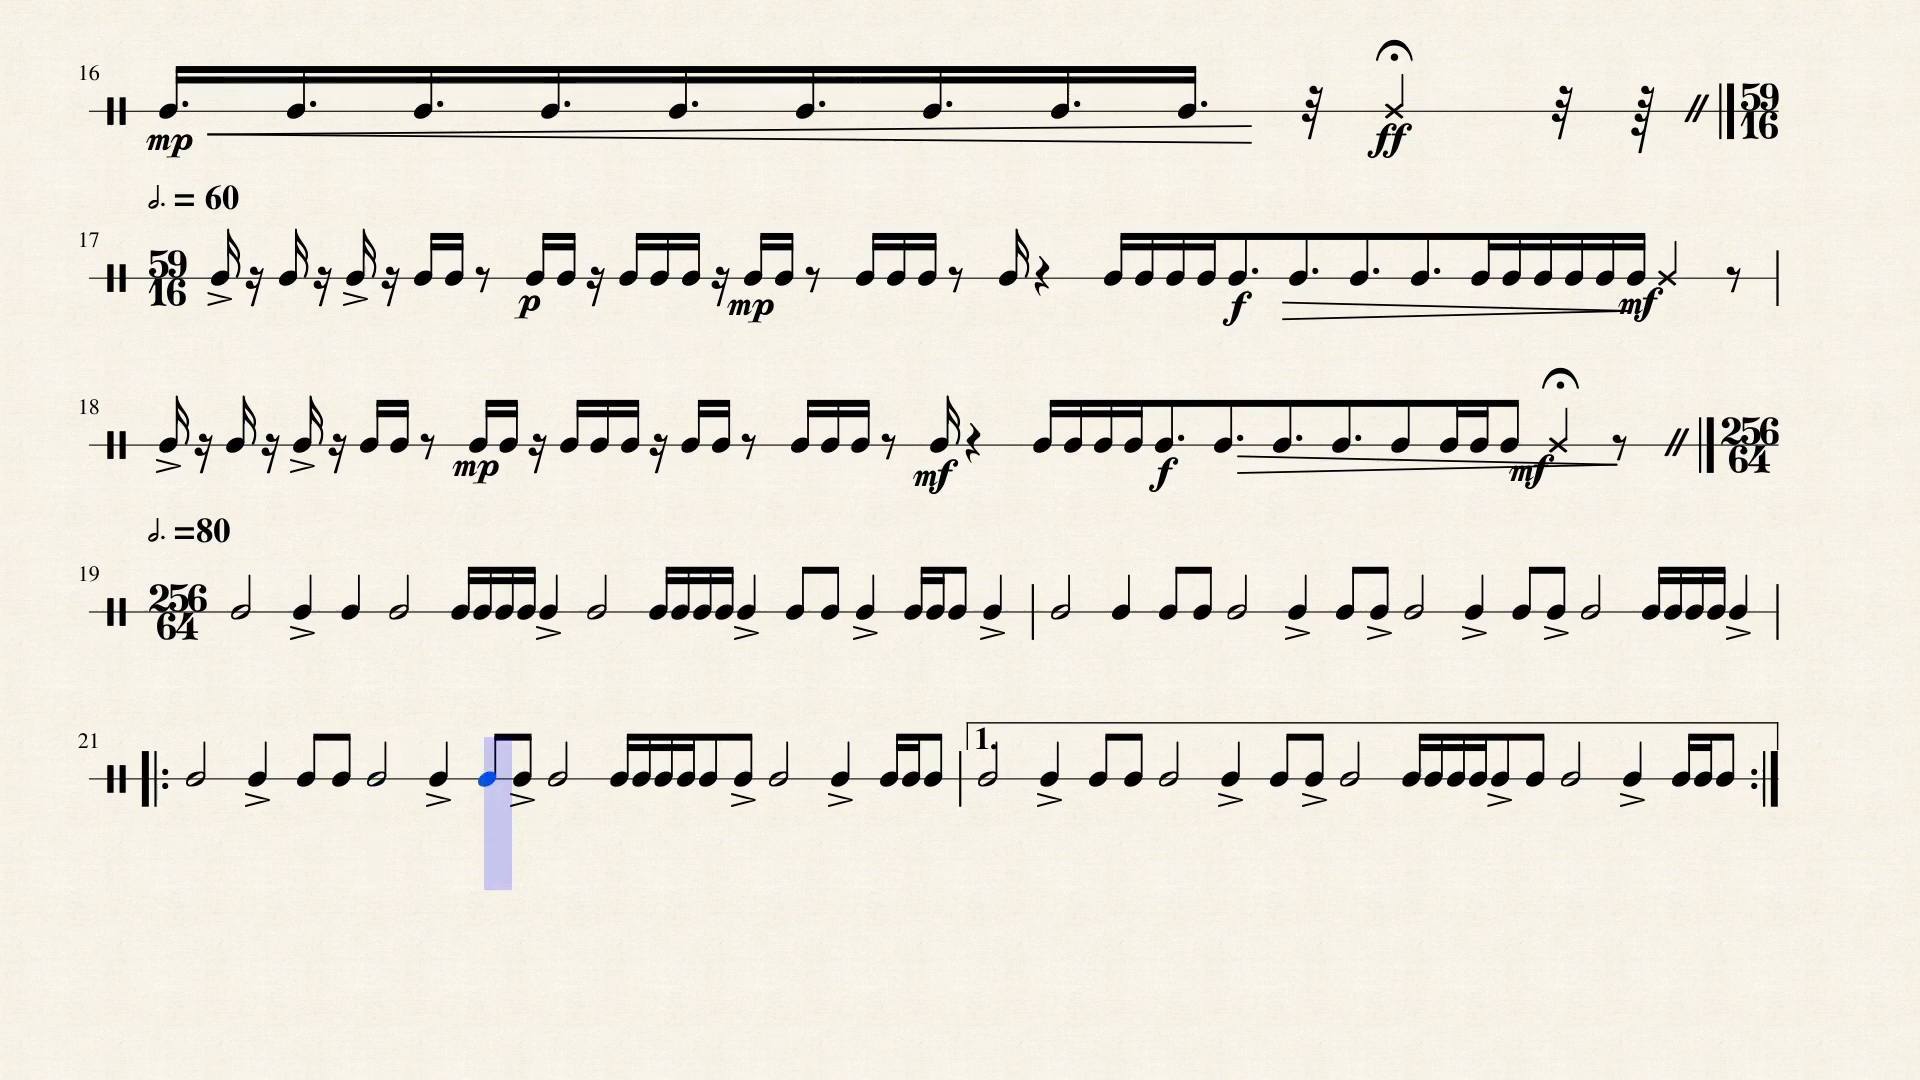 16
mp ff 59
16
𝅗𝅥. = 60
17 59
16
p mp f mf
18
mp mf f mf 256
64
𝅗𝅥. =80
19 256
64
21 1.